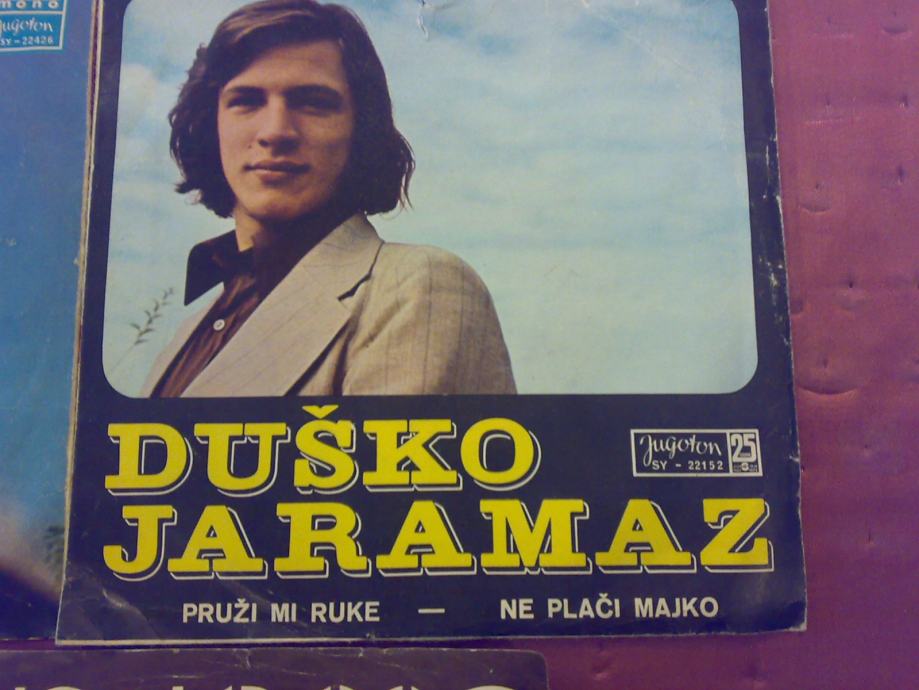 mono
Jugoton
SY-22426
DUŠKO
JARAMAZ
Jugoton
SY - 22152
25
PRUŽI MI RUKE — NE PLAČI MAJKO